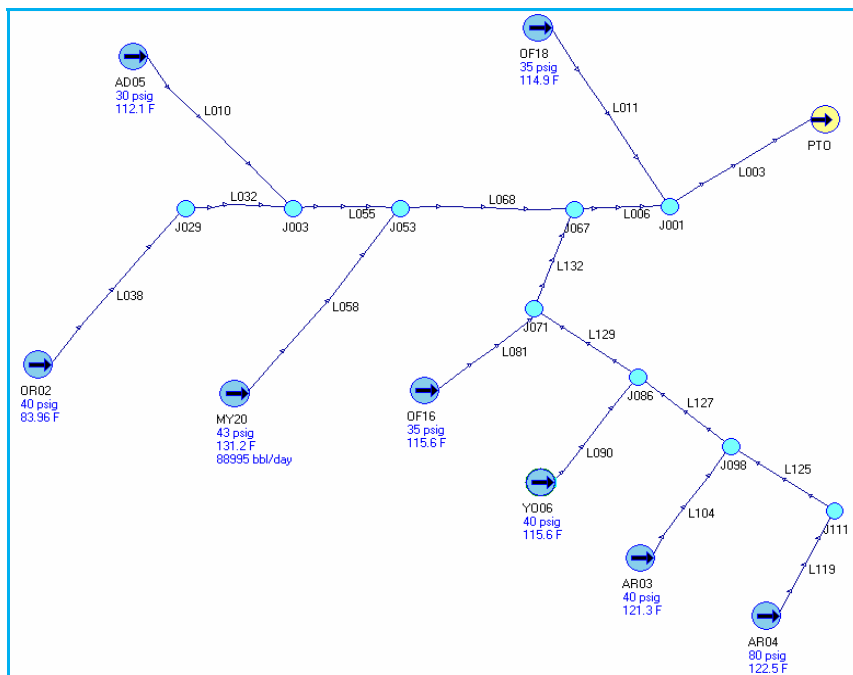 OF18
35 psig
114.9 F
AD05
30 psig
112.1 F
L010
L011
PTO
L003
L032
L055
L068
L006
J029
J003
J053
J067
J001
L132
L038
L058
J071
L129
L081
J086
L127
OR02
40 psig
83.96 F
MY20
43 psig
131.2 F
88995 bbl/day
OF16
35 psig
115.6 F
L090
J098
L125
YO06
40 psig
115.6 F
L104
J111
L119
AR03
40 psig
121.3 F
AR04
80 psig
122.5 F